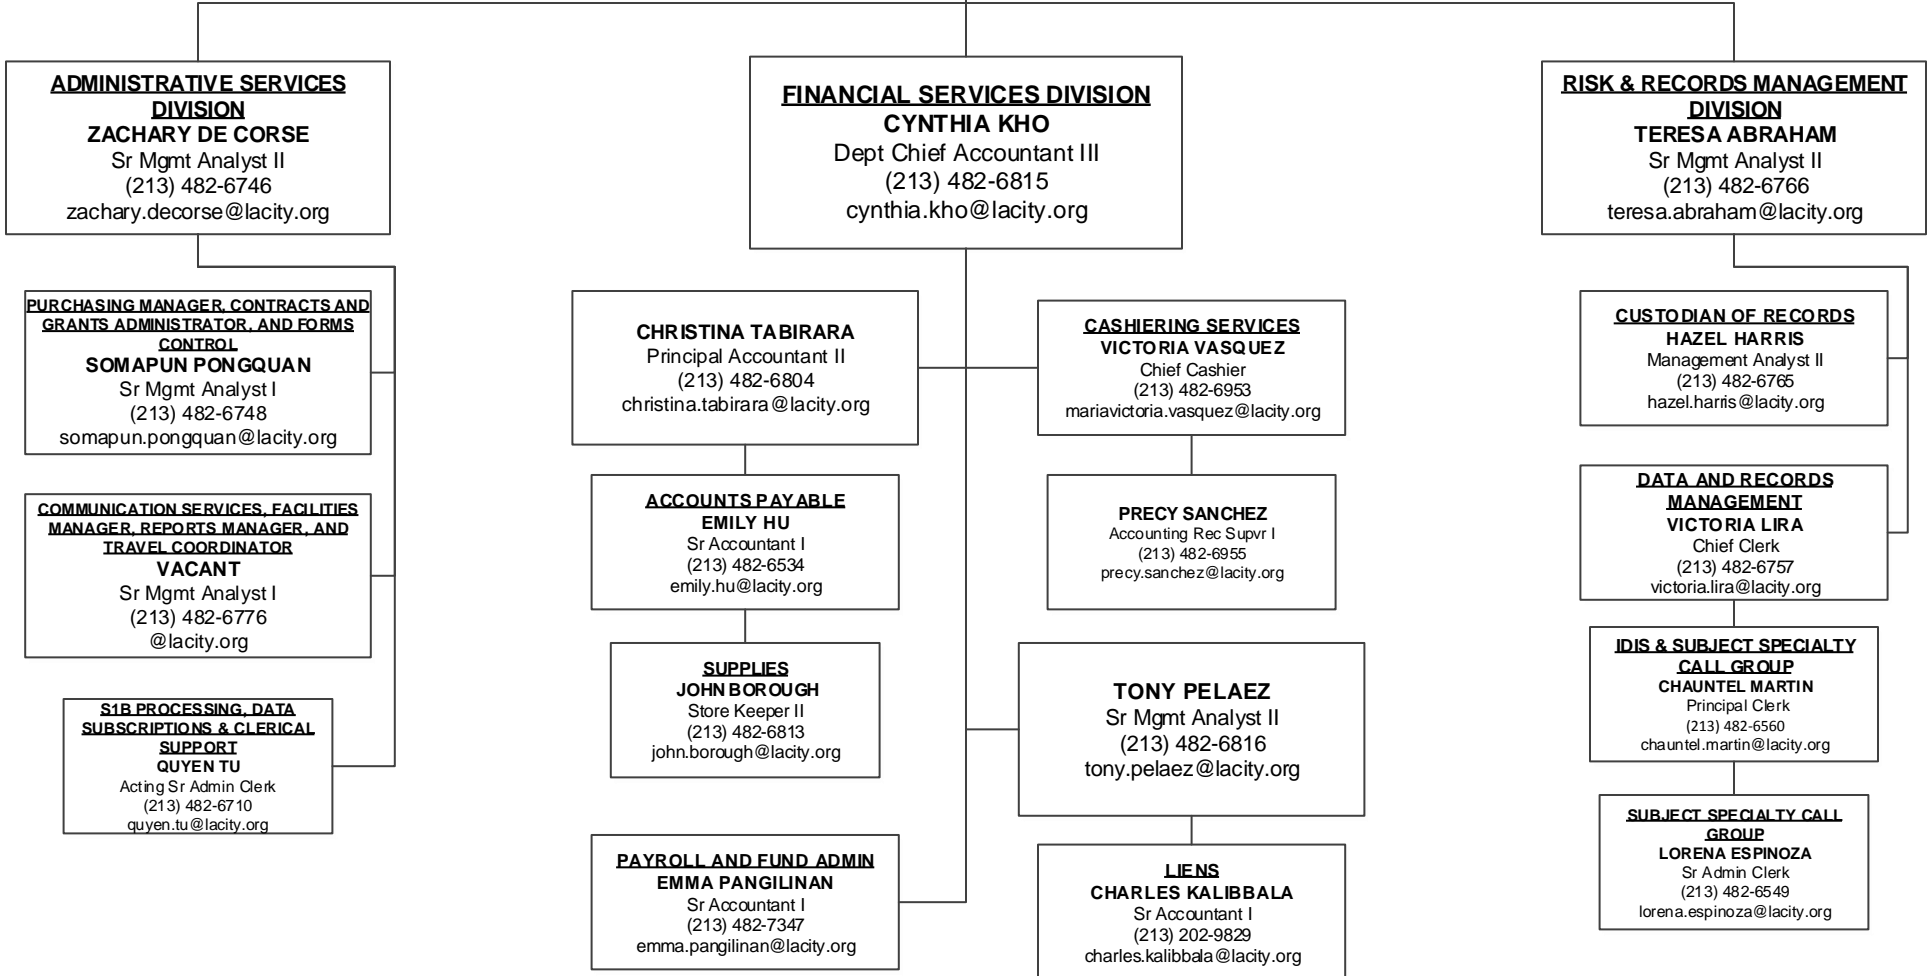 ADMINISTRATIVE SERVICES
DIVISION
ZACHARY DE CORSE
Sr Mgmt Analyst II
(213) 482-6746
zachary.decorse@lacity.org
PURCHASING MANAGER, CONTRACTS AND
GRANTS ADMINISTRATOR, AND FORMS
CONTROL
SOMAPUN PONGQUAN
Sr Mgmt Analyst I
(213) 482-6748
somapun.pongquan@lacity.org
COMMUNICATION SERVICES, FACILITIES
MANAGER, REPORTS MANAGER, AND
TRAVEL COORDINATOR
VACANT
Sr Mgmt Analyst I
(213) 482-6776
@lacity.org
S1B PROCESSING, DATA
SUBSCRIPTIONS & CLERICAL
SUPPORT
QUYEN TU
Acting Sr Admin Clerk
(213) 482-6710
quyen.tu@lacity.org
FINANCIAL SERVICES DIVISION
CYNTHIA KHO
Dept Chief Accountant III
(213) 482-6815
cynthia.kho@lacity.org
CHRISTINA TABIRARA
Principal Accountant II
(213) 482-6804
christina.tabirara@lacity.org
ACCOUNTS PAYABLE
EMILY HU
Sr Accountant I
(213) 482-6534
emily.hu@lacity.org
SUPPLIES
JOHN BOROUGH
Store Keeper II
(213) 482-6813
john.borough@lacity.org
PAYROLL AND FUND ADMIN
EMMA PANGILINAN
Sr Accountant I
(213) 482-7347
emma.pangilinan@lacity.org
CASHIERING SERVICES
VICTORIA VASQUEZ
Chief Cashier
(213) 482-6953
mariavictoria.vasquez@lacity.org
PRECY SANCHEZ
Accounting Rec Supvr I
(213) 482-6955
precy.sanchez@lacity.org
TONY PELAEZ
Sr Mgmt Analyst II
(213) 482-6816
tony.pelaez@lacity.org
LIENS
CHARLES KALIBBALA
Sr Accountant I
(213) 202-9829
charles.kalibbala@lacity.org
RISK & RECORDS MANAGEMENT
DIVISION
TERESA ABRAHAM
Sr Mgmt Analyst II
(213) 482-6766
teresa.abraham@lacity.org
CUSTODIAN OF RECORDS
HAZEL HARRIS
Management Analyst II
(213) 482-6765
hazel.harris@lacity.org
DATA AND RECORDS
MANAGEMENT
VICTORIA LIRA
Chief Clerk
(213) 482-6757
victoria.lira@lacity.org
IDIS & SUBJECT SPECIALTY
CALL GROUP
CHAUNTEL MARTIN
Principal Clerk
(213) 482-6560
chauntel.martin@lacity.org
SUBJECT SPECIALTY CALL
GROUP
LORENA ESPINOZA
Sr Admin Clerk
(213) 482-6549
lorena.espinoza@lacity.org